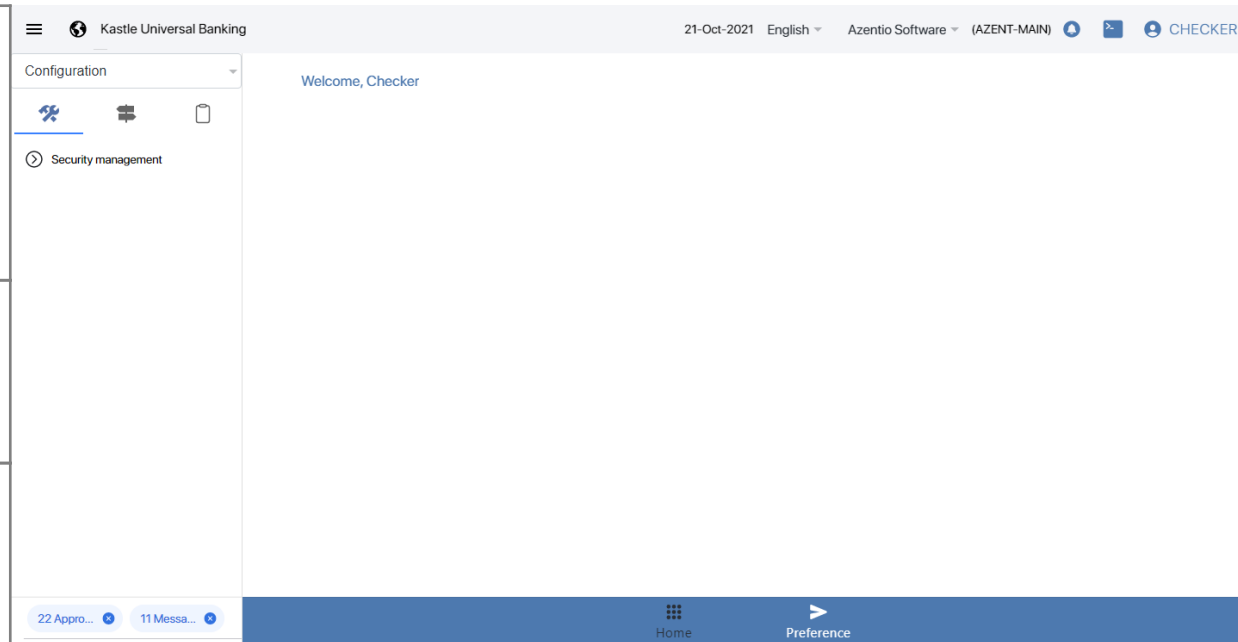 Kastle Universal Banking 21-Oct-2021 English Azentio Software (AZENT-MAIN) CHECKER
Configuration
Welcome, Checker
Security management
22 Appro... 11 Messa...
Home Preference